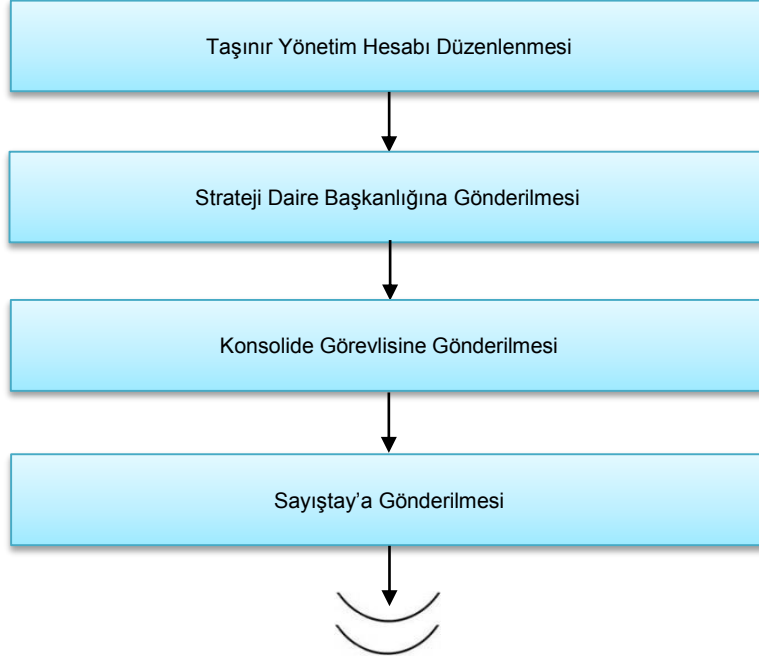 Taşınır Yönetim Hesabı Düzenlenmesi
Strateji Daire Başkanlığına Gönderilmesi
Konsolide Görevlisine Gönderilmesi
Sayıştay’a Gönderilmesi